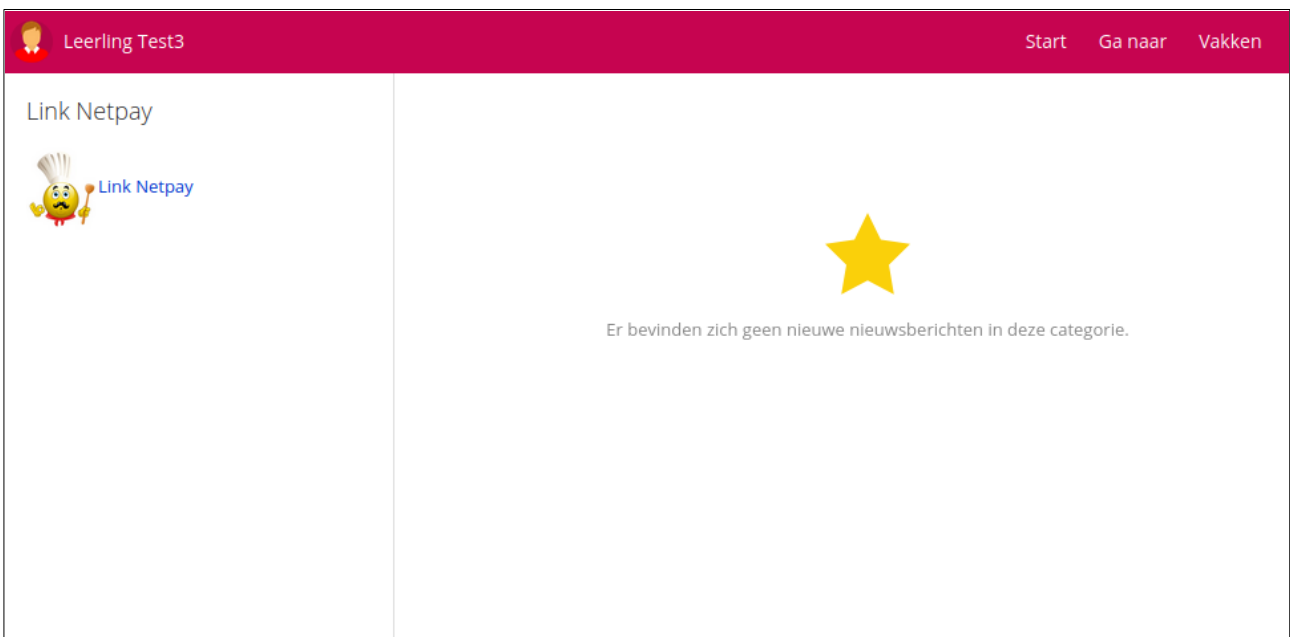 Leerling Test3
Start Ga naar Vakken
Link Netpay
Link Netpay
Er bevinden zich geen nieuwe nieuwsberichten in deze categorie.